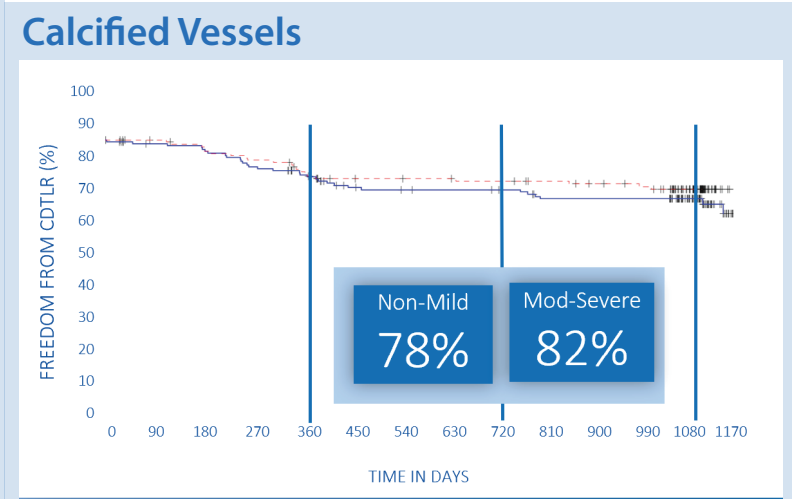 Calcified Vessels
FREEDOM FROM CDTLR (%)
100
90
80
70
60
50
40
30
20
10
0
Non-Mild
78%
Mod-Severe
82%
0 90 180 270 360 450 540 630 720 810 900 990 1080 1170
TIME IN DAYS